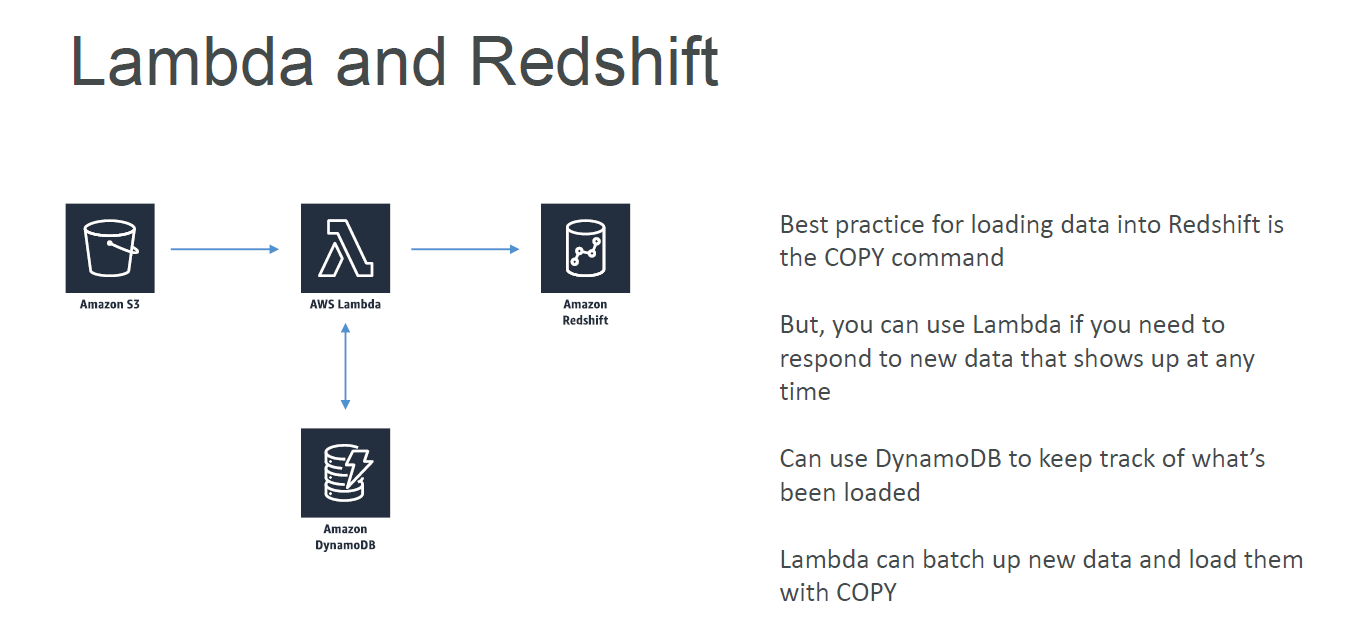 Lambda and Redshift
Amazon S3
AWS Lambda
Amazon
Redshift
Amazon
DynamoDB
Best practice for loading data into Redshift is
the COPY command
But, you can use Lambda if you need to
respond to new data that shows up at any
time
Can use DynamoDB to keep track of what’s
been loaded
Lambda can batch up new data and load them
with COPY